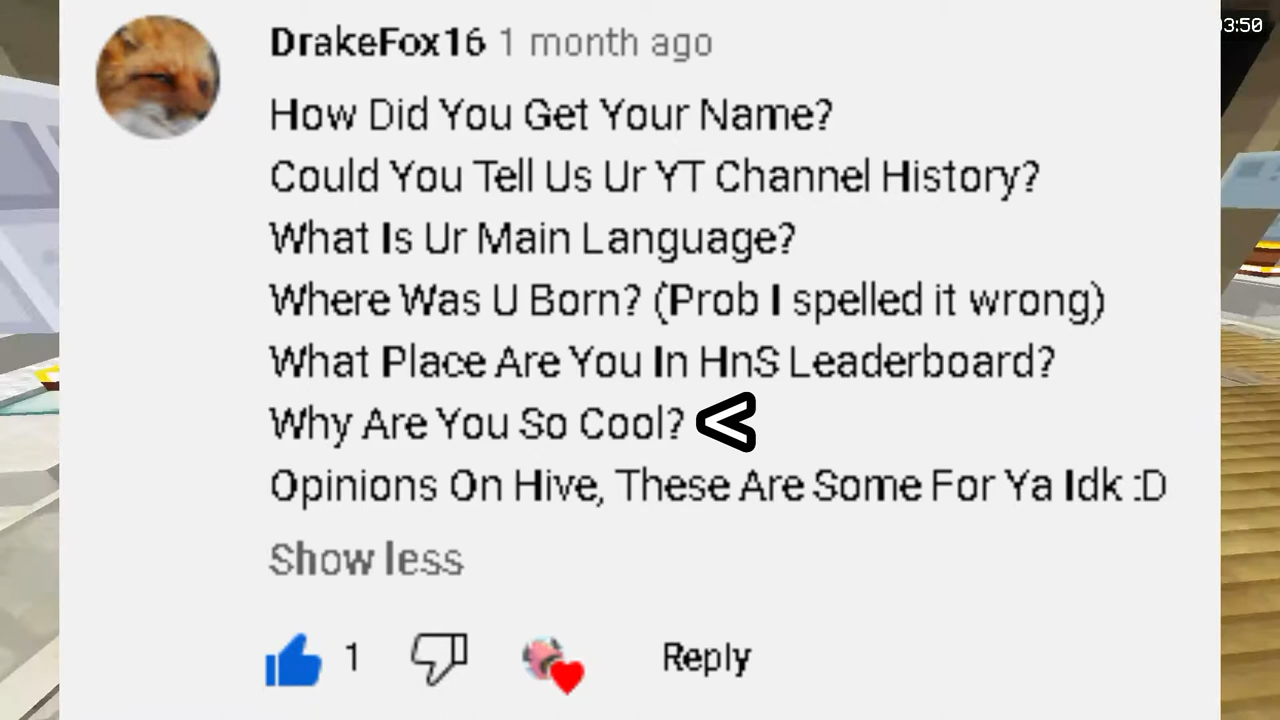 DrakeFox16 1 month ago
How Did You Get Your Name?
Could You Tell Us Ur YT Channel History?
What Is Ur Main Language?
Where Was U Born? (Prob I spelled it wrong)
What Place Are You In HnS Leaderboard?
Why Are You So Cool? <
Opinions On Hive, These Are Some For Ya Idk :D
Show less
1 Reply